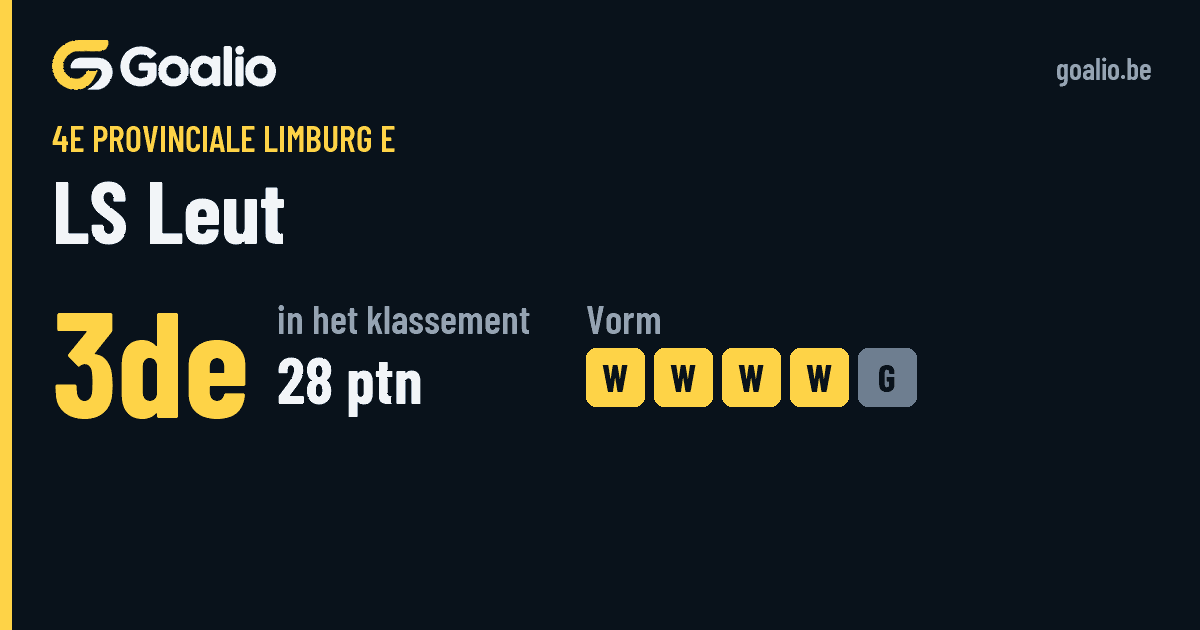 Goalio
goalio.be
4E PROVINCIALE LIMBURG E
LS Leut
3de
in het klassement
28 ptn
Vorm
W W W W G